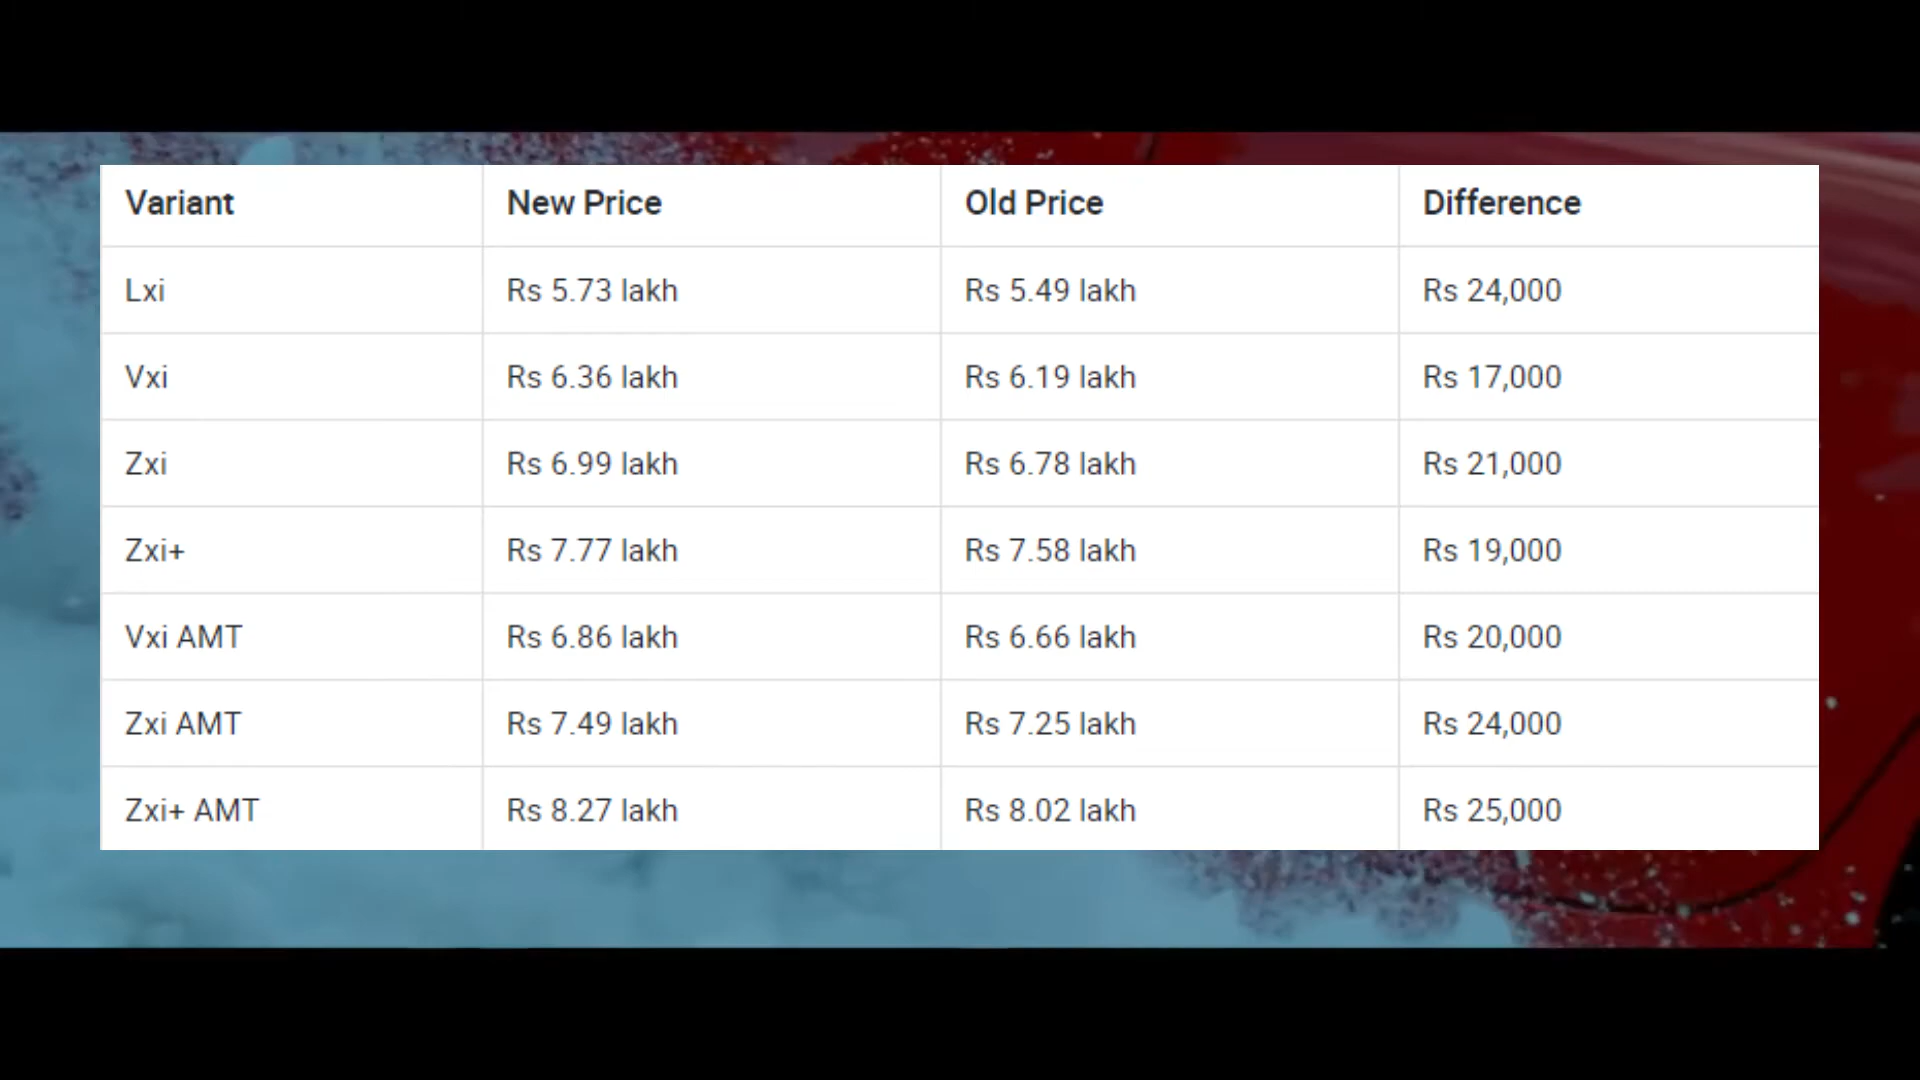 Variant New Price Old Price Difference
Lxi Rs 5.73 lakh Rs 5.49 lakh Rs 24,000
Vxi Rs 6.36 lakh Rs 6.19 lakh Rs 17,000
Zxi Rs 6.99 lakh Rs 6.78 lakh Rs 21,000
Zxi+ Rs 7.77 lakh Rs 7.58 lakh Rs 19,000
Vxi AMT Rs 6.86 lakh Rs 6.66 lakh Rs 20,000
Zxi AMT Rs 7.49 lakh Rs 7.25 lakh Rs 24,000
Zxi+ AMT Rs 8.27 lakh Rs 8.02 lakh Rs 25,000